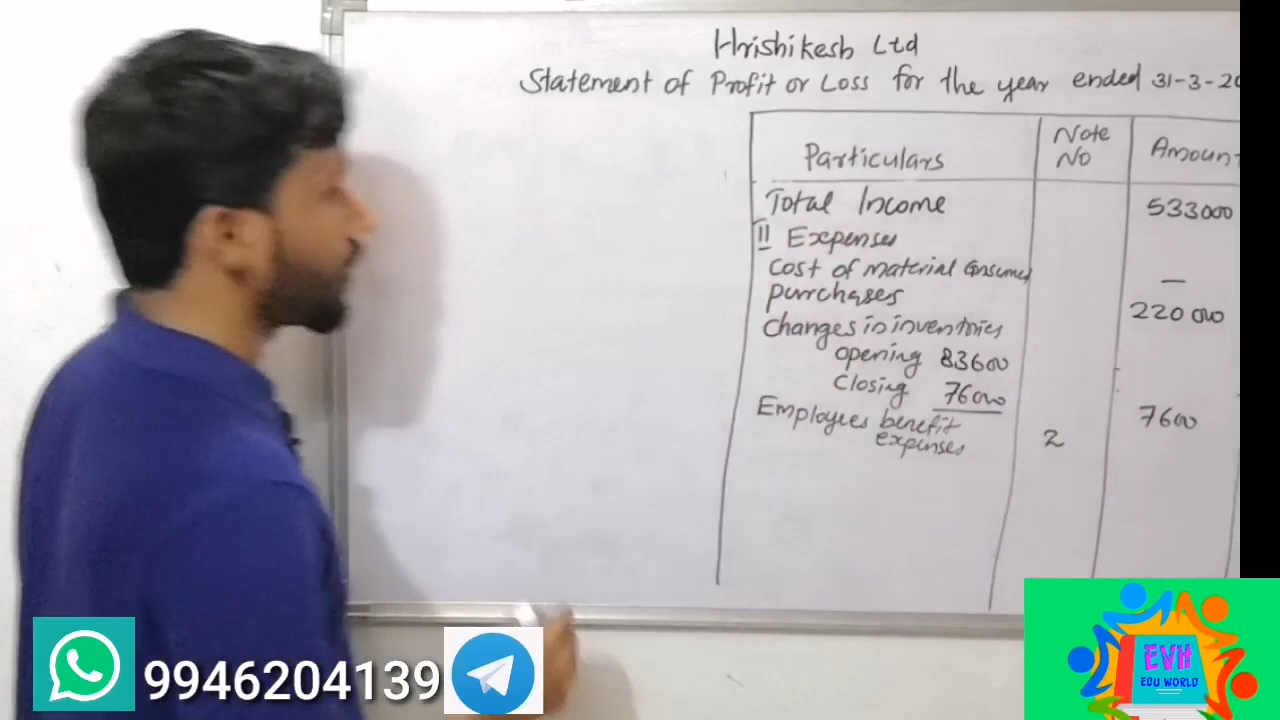 Hrishikesh Ltd
Statement of Profit or Loss for the year ended 31-3-20
Particulars Note No Amount
Total Income 533000
II Expenses
Cost of material Consumed —
purchases 220000
Changes in inventories
opening 83600
Closing 76000
7600
Employees benefit
expenses 2
9946204139
EVH
EDU WORLD